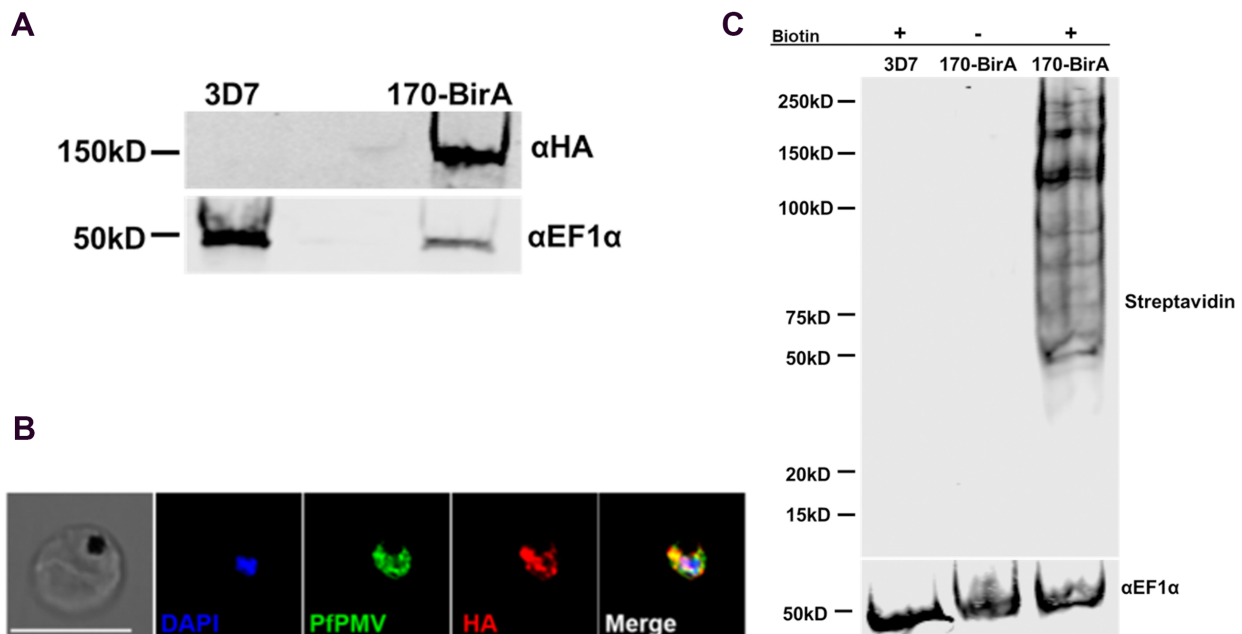 A
3D7 170-BirA
150kD αHA
50kD αEF1α
B
DAPI PfPMV HA Merge
C
Biotin + - +
3D7 170-BirA 170-BirA
250kD
150kD
100kD
Streptavidin
75kD
50kD
20kD
15kD
αEF1α
50kD